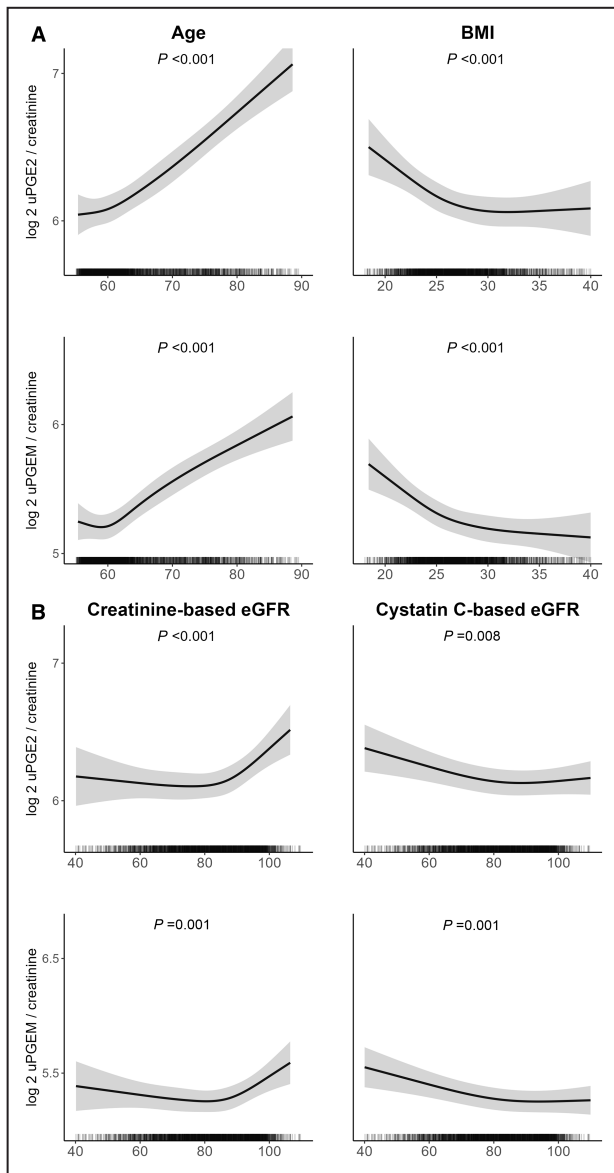 A
Age
BMI
P <0.001
P <0.001
log 2 uPGE2 / creatinine
7
6
60 70 80 90
20 25 30 35 40
P <0.001
P <0.001
log 2 uPGEM / creatinine
6
5
60 70 80 90
20 25 30 35 40
B
Creatinine-based eGFR
Cystatin C-based eGFR
P <0.001
P =0.008
log 2 uPGE2 / creatinine
7
6
40 60 80 100
40 60 80 100
P =0.001
P =0.001
log 2 uPGEM / creatinine
6.5
5.5
40 60 80 100
40 60 80 100